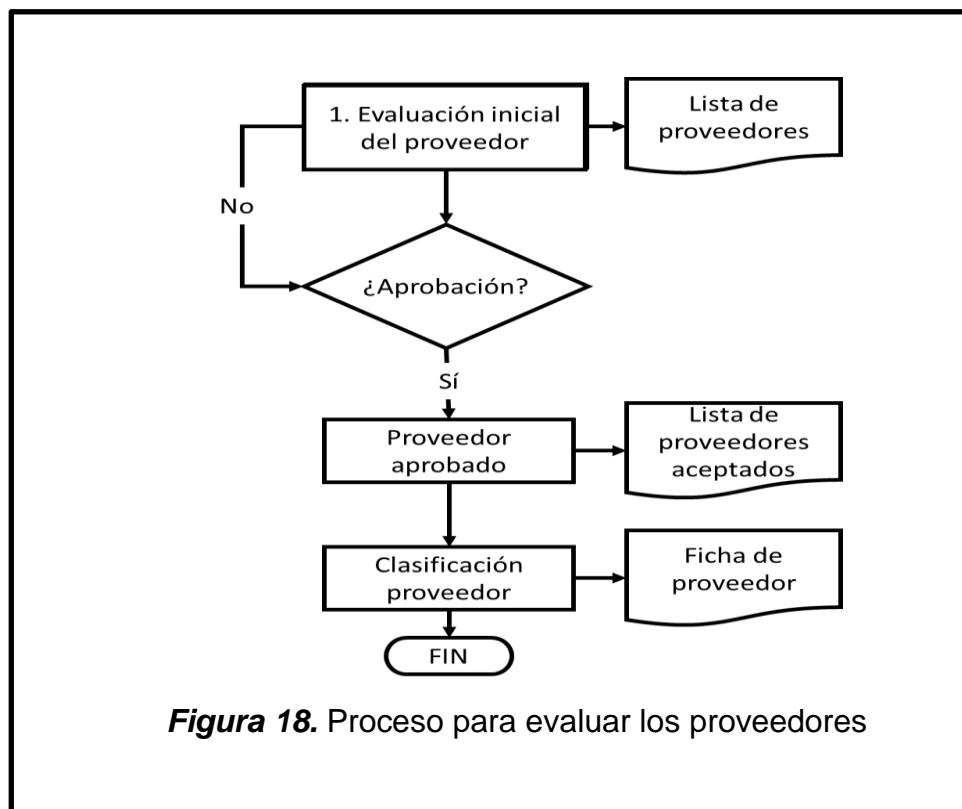 1. Evaluación inicial
del proveedor
Lista de
proveedores
No
¿Aprobación?
Sí
Proveedor
aprobado
Lista de
proveedores
aceptados
Clasificación
proveedor
Ficha de
proveedor
FIN
Figura 18. Proceso para evaluar los proveedores